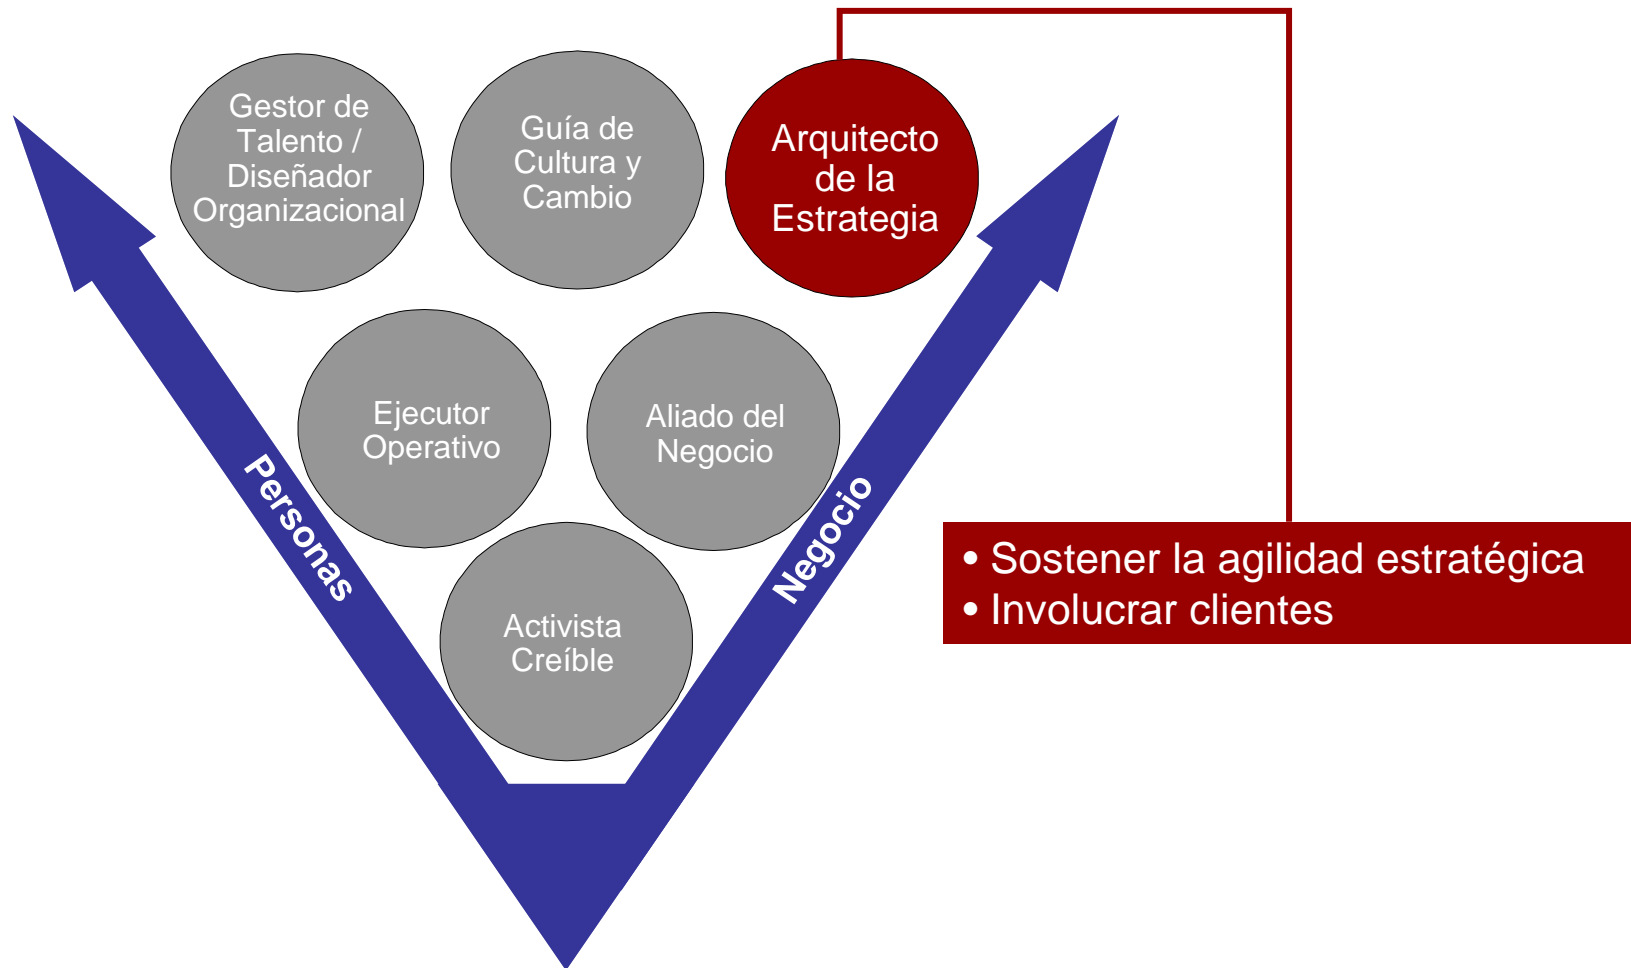 Gestor de
Talento /
Diseñador
Organizacional
Guía de
Cultura y
Cambio
Arquitecto
de la
Estrategia
Ejecutor
Operativo
Aliado del
Negocio
Personas
Negocio
Activista
Creíble
• Sostener la agilidad estratégica
• Involucrar clientes